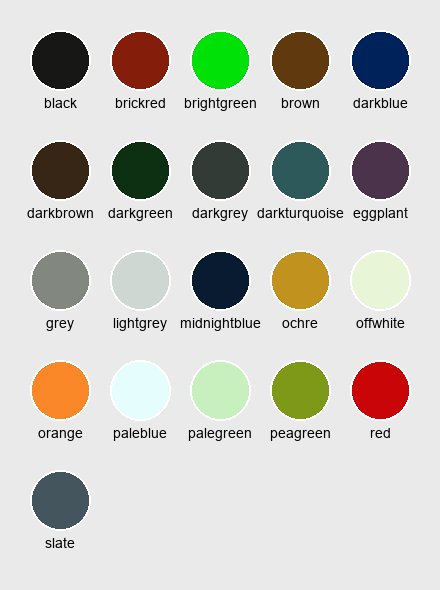 black brickred brightgreen brown darkblue
darkbrown darkgreen darkgrey darkturquoise eggplant
grey lightgrey midnightblue ochre offwhite
orange paleblue palegreen peagreen red
slate